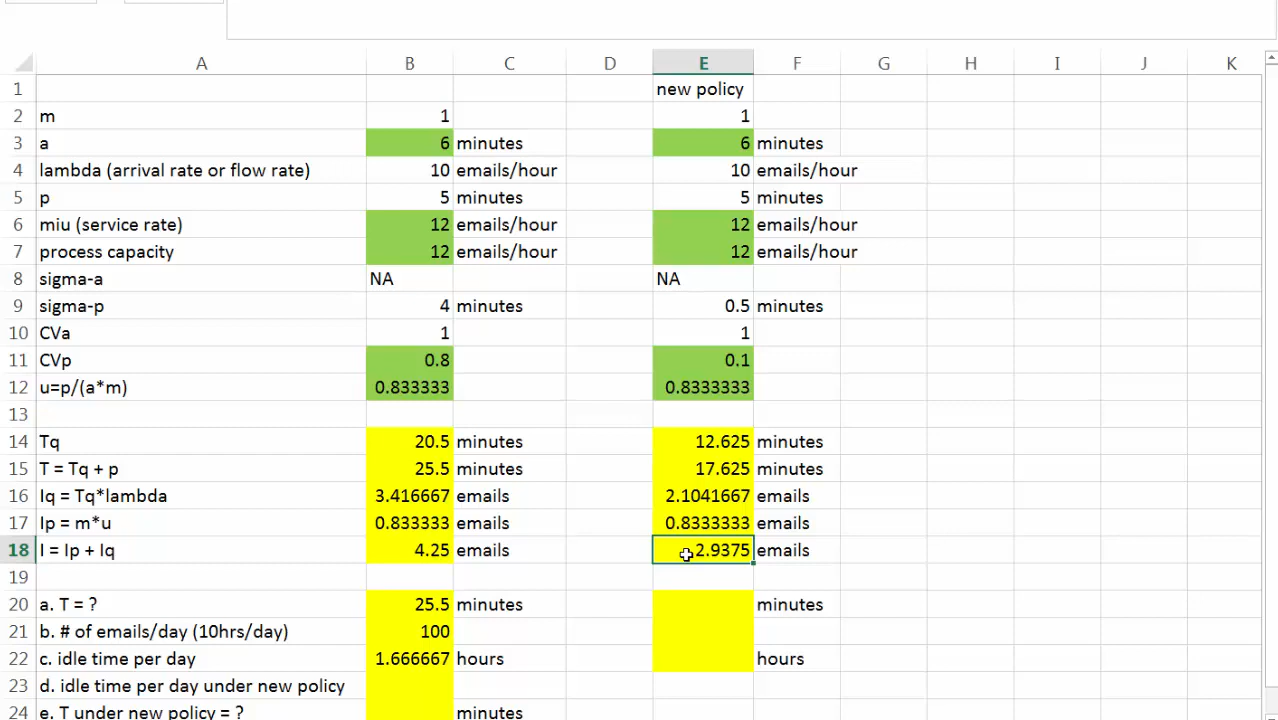 A B C D E F G H I J K
1 new policy
2 m 1 1
3 a 6 minutes 6 minutes
4 lambda (arrival rate or flow rate) 10 emails/hour 10 emails/hour
5 p 5 minutes 5 minutes
6 miu (service rate) 12 emails/hour 12 emails/hour
7 process capacity 12 emails/hour 12 emails/hour
8 sigma-a NA NA
9 sigma-p 4 minutes 0.5 minutes
10 CVa 1 1
11 CVp 0.8 0.1
12 u=p/(a*m) 0.833333 0.8333333
13
14 Tq 20.5 minutes 12.625 minutes
15 T = Tq + p 25.5 minutes 17.625 minutes
16 Iq = Tq*lambda 3.416667 emails 2.1041667 emails
17 Ip = m*u 0.833333 emails 0.8333333 emails
18 I = Ip + Iq 4.25 emails 2.9375 emails
19
20 a. T = ? 25.5 minutes minutes
21 b. # of emails/day (10hrs/day) 100
22 c. idle time per day 1.666667 hours hours
23 d. idle time per day under new policy
24 e. T under new policy = ? minutes